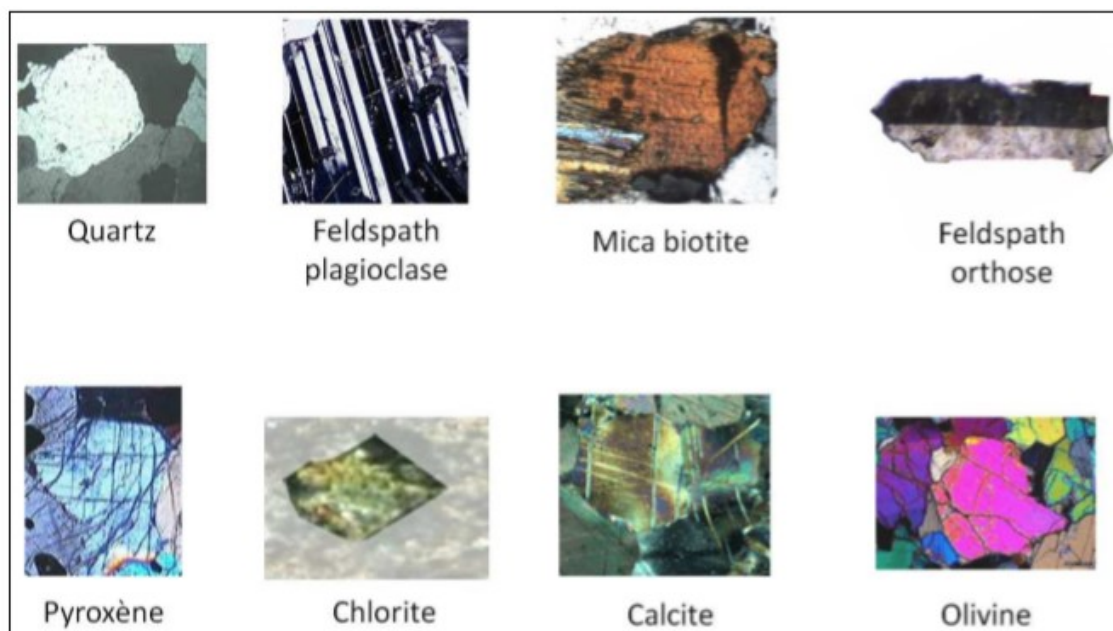 Quartz
Feldspath
plagioclase
Mica biotite
Feldspath
orthose
Pyroxène
Chlorite
Calcite
Olivine